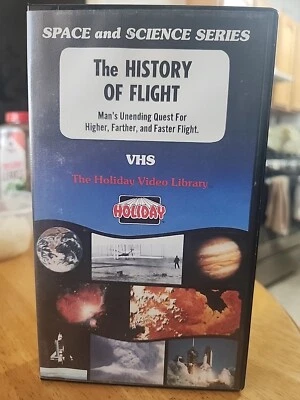 SPACE and SCIENCE SERIES
The HISTORY
OF FLIGHT
Man's Unending Quest For
Higher, Farther, and Faster Flight.
VHS
The Holiday Video Library
HOLIDAY